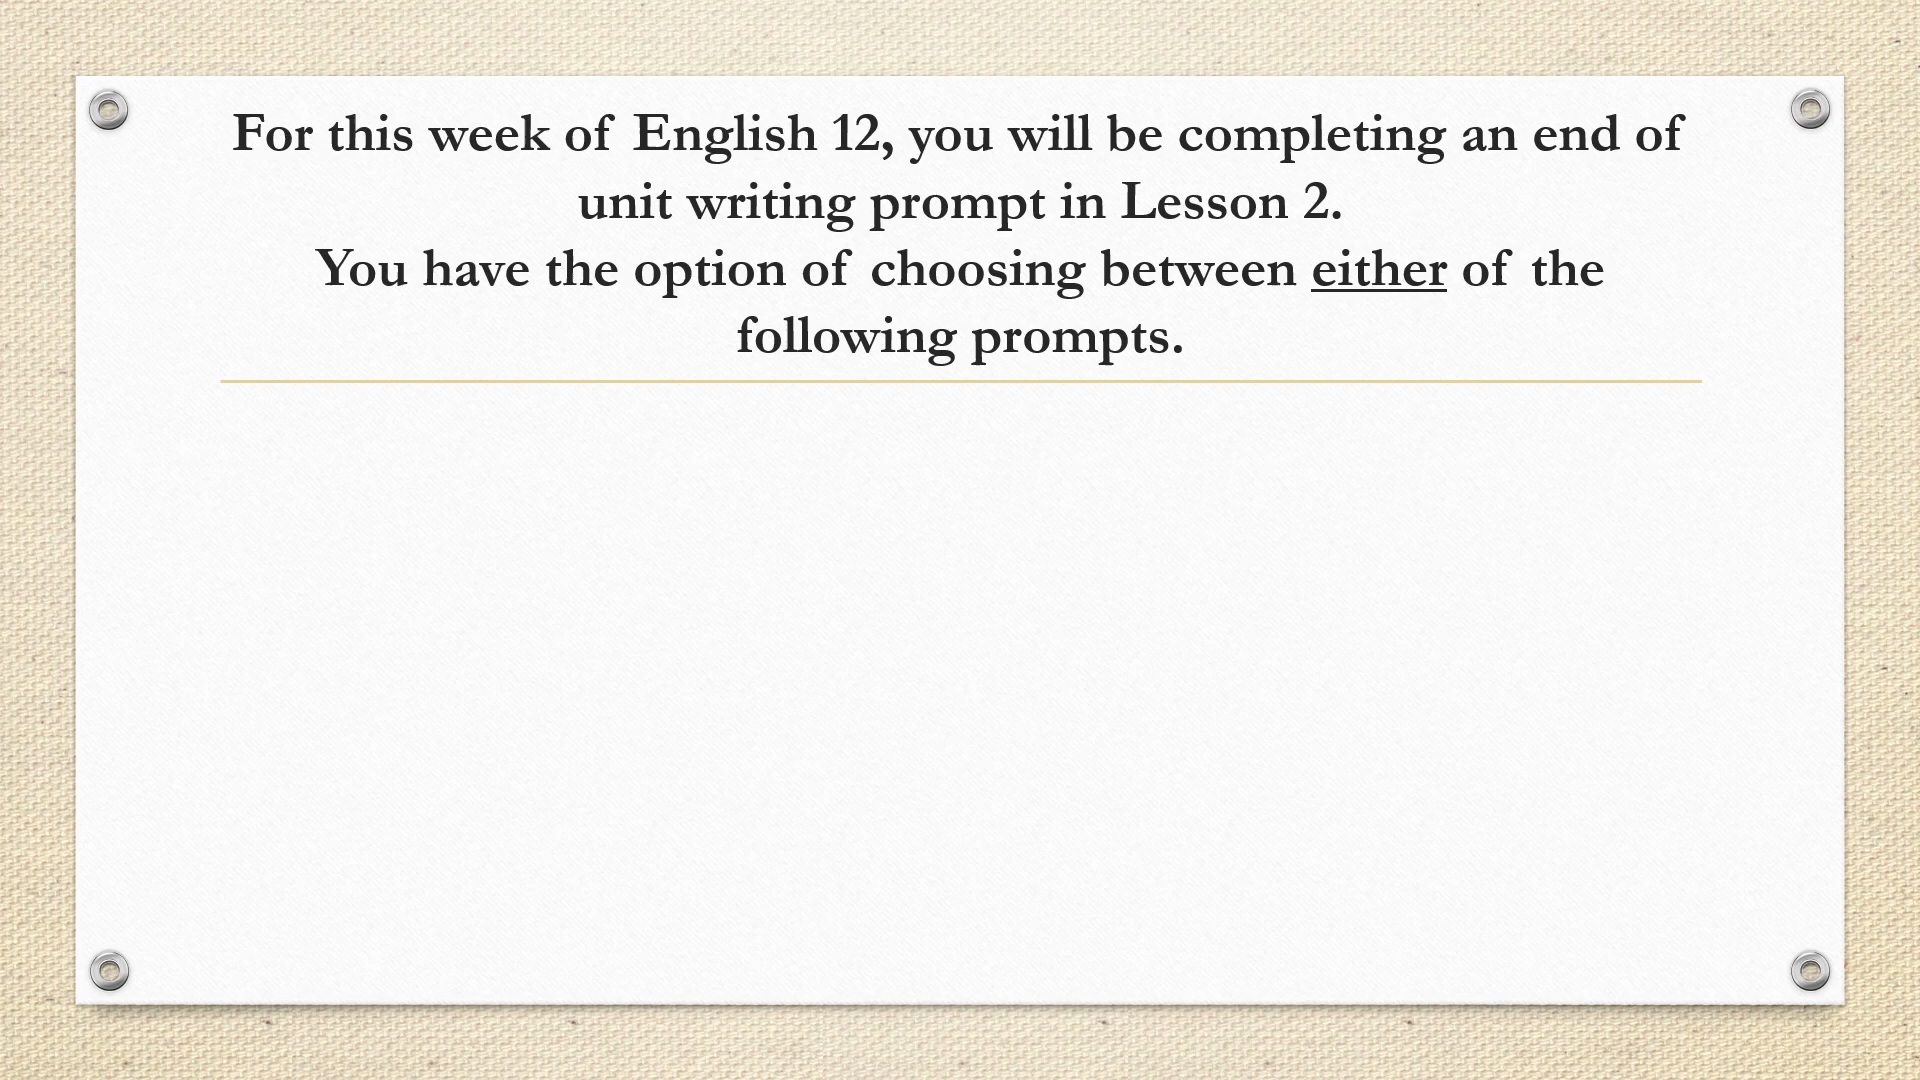 For this week of English 12, you will be completing an end of
unit writing prompt in Lesson 2.
You have the option of choosing between either of the
following prompts.